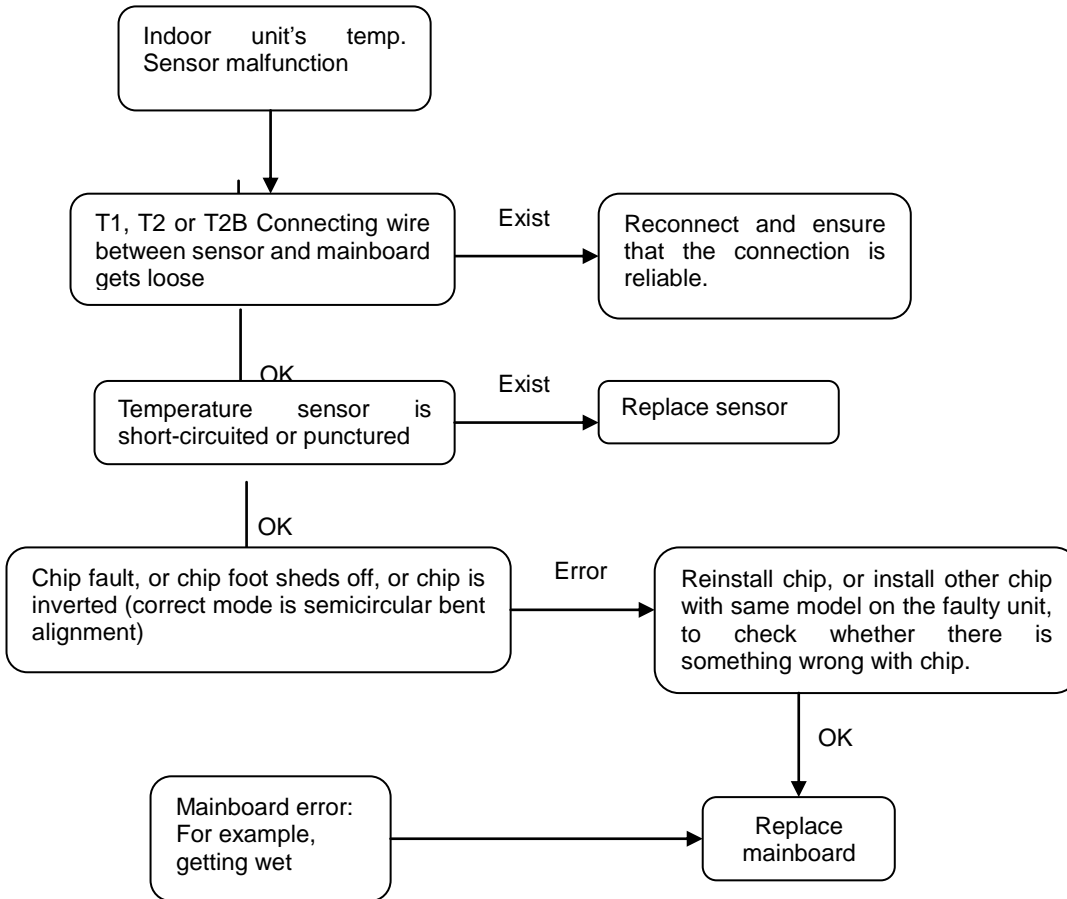 Indoor unit's temp.
Sensor malfunction
T1, T2 or T2B Connecting wire
between sensor and mainboard
gets loose
Exist
Reconnect and ensure
that the connection is
reliable.
OK
Temperature sensor is
short-circuited or punctured
Exist
Replace sensor
OK
Chip fault, or chip foot sheds off, or chip is
inverted (correct mode is semicircular bent
alignment)
Error
Reinstall chip, or install other chip
with same model on the faulty unit,
to check whether there is
something wrong with chip.
OK
Mainboard error:
For example,
getting wet
Replace
mainboard